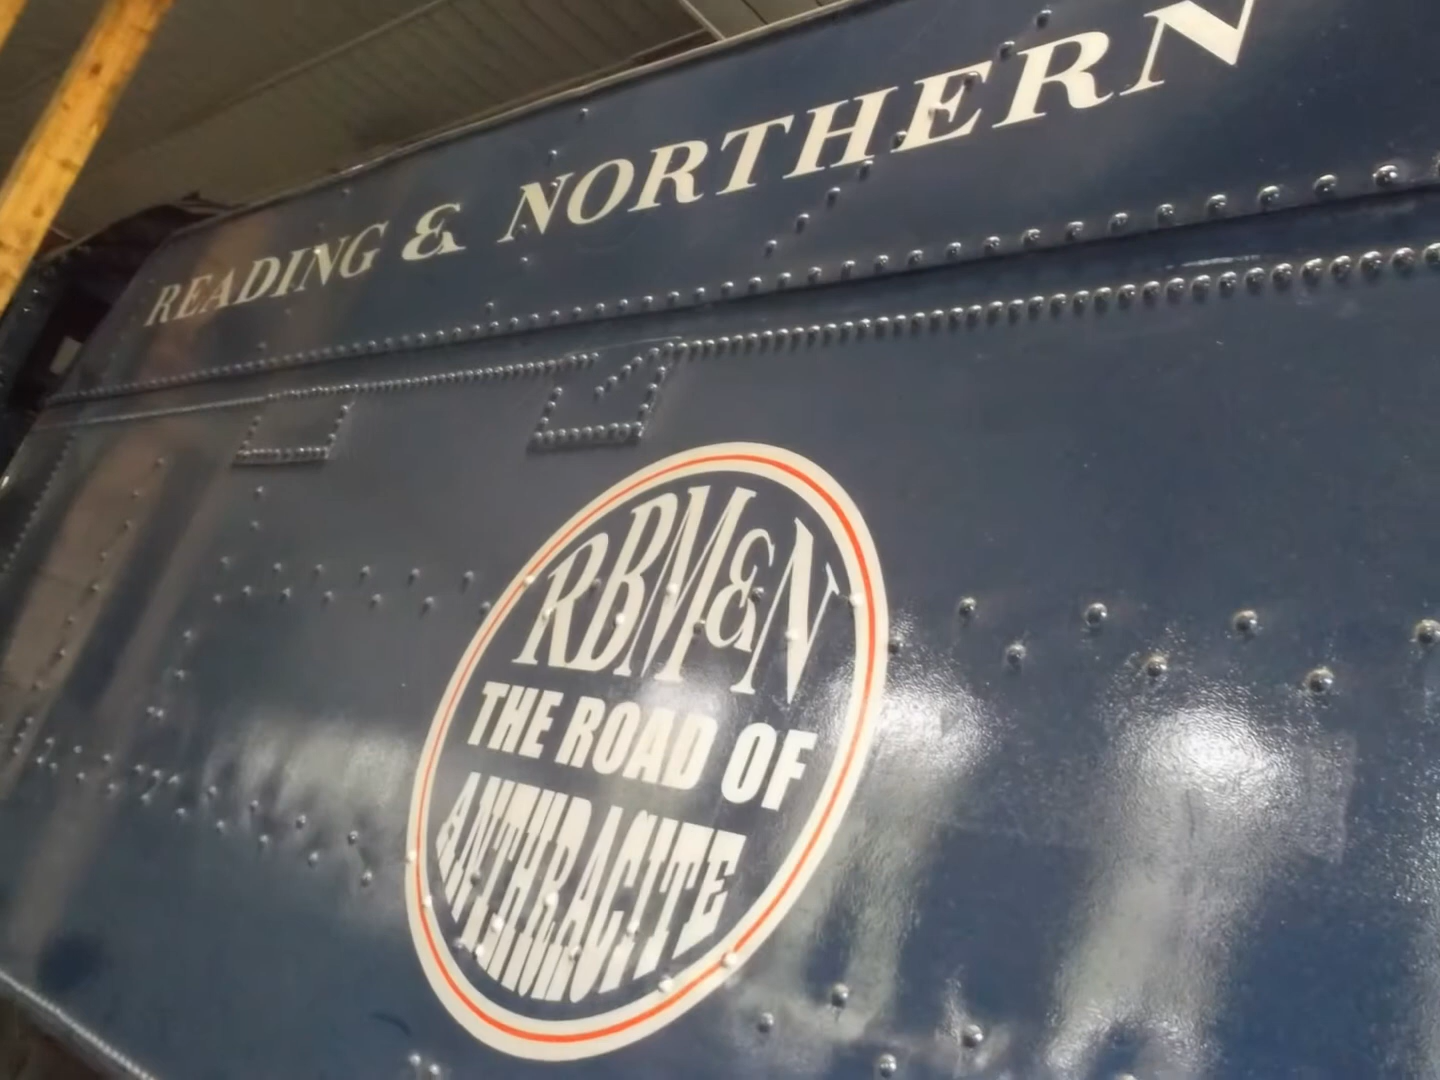 READING & NORTHERN
RBM&N
THE ROAD OF
ANTHRACITE